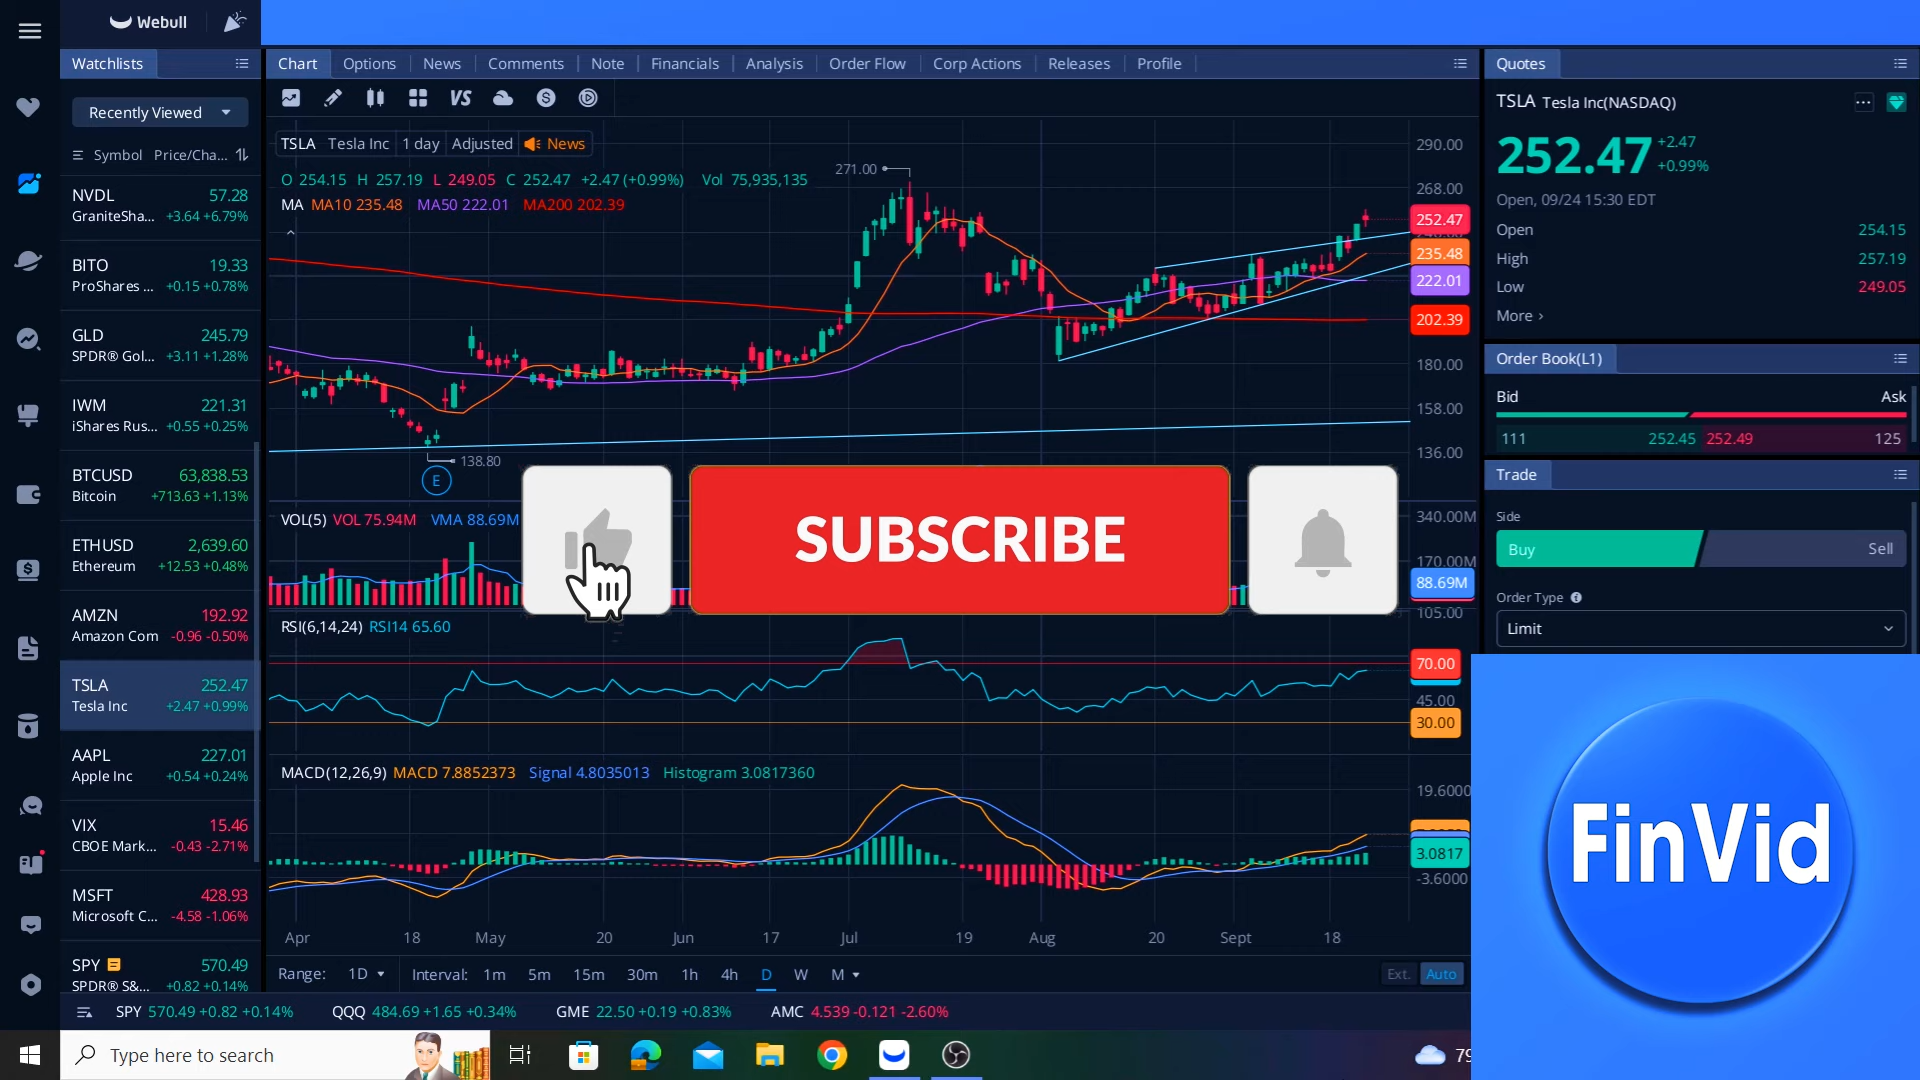 Webull
Watchlists
Recently Viewed
Symbol Price/Cha...
NVDL 57.28
GraniteSha... +3.64 +6.79%
BITO 19.33
ProShares ... +0.15 +0.78%
GLD 245.79
SPDR® Gol... +3.11 +1.28%
IWM 221.31
iShares Rus... +0.55 +0.25%
BTCUSD 63,838.53
Bitcoin +713.63 +1.13%
ETHUSD 2,639.60
Ethereum +12.53 +0.48%
AMZN 192.92
Amazon Com -0.96 -0.50%
TSLA 252.47
Tesla Inc +2.47 +0.99%
AAPL 227.01
Apple Inc +0.54 +0.24%
VIX 15.46
CBOE Mark... -0.43 -2.71%
MSFT 428.93
Microsoft C... -4.58 -1.06%
SPY 570.49
SPDR® S&... +0.82 +0.14%
Chart Options News Comments Note Financials Analysis Order Flow Corp Actions Releases Profile
VS
TSLA Tesla Inc 1 day Adjusted News
O 254.15 H 257.19 L 249.05 C 252.47 +2.47 (+0.99%) Vol 75,935,135
MA MA10 235.48 MA50 222.01 MA200 202.39
271.00
138.80
E
290.00
268.00
252.47
235.48
222.01
202.39
180.00
158.00
136.00
VOL(5) VOL 75.94M VMA 88.69M
340.00M
170.00M
88.69M
105.00
SUBSCRIBE
RSI(6,14,24) RSI14 65.60
70.00
45.00
30.00
MACD(12,26,9) MACD 7.8852373 Signal 4.8035013 Histogram 3.0817360
19.6000
3.0817
-3.6000
Apr 18 May 20 Jun 17 Jul 19 Aug 20 Sept 18
Range: 1D Interval: 1m 5m 15m 30m 1h 4h D W M Ext. Auto
SPY 570.49 +0.82 +0.14% QQQ 484.69 +1.65 +0.34% GME 22.50 +0.19 +0.83% AMC 4.539 -0.121 -2.60%
Type here to search
Quotes
TSLA Tesla Inc(NASDAQ)
252.47 +2.47
+0.99%
Open, 09/24 15:30 EDT
Open 254.15
High 257.19
Low 249.05
More
Order Book(L1)
Bid Ask
111 252.45 252.49 125
Trade
Side
Buy Sell
Order Type
Limit
FinVid